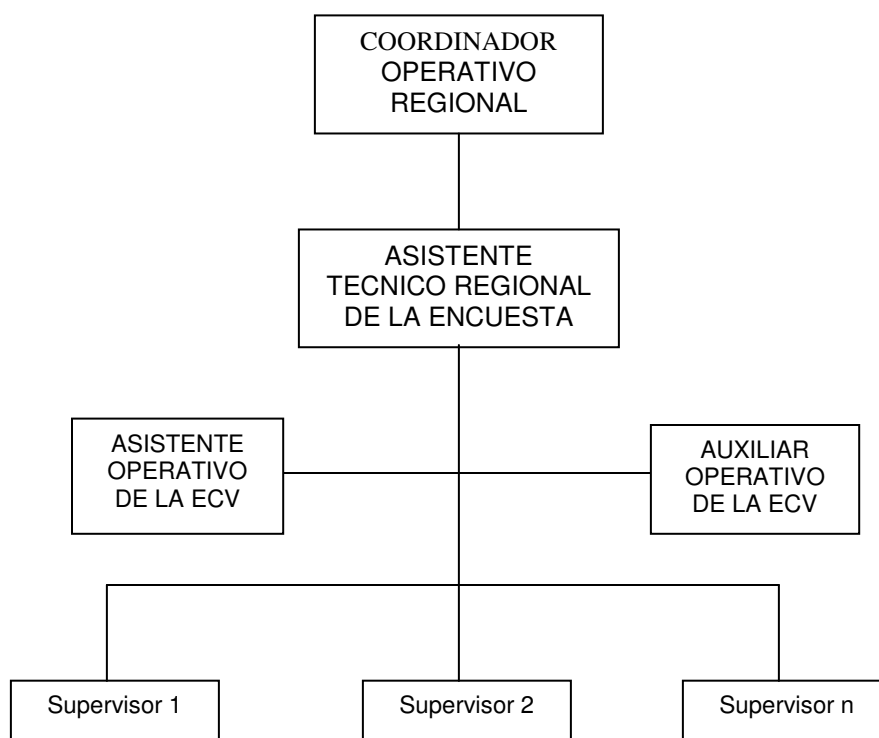 COORDINADOR
OPERATIVO
REGIONAL
ASISTENTE
TECNICO REGIONAL
DE LA ENCUESTA
ASISTENTE
OPERATIVO
DE LA ECV
AUXILIAR
OPERATIVO
DE LA ECV
Supervisor 1
Supervisor 2
Supervisor n